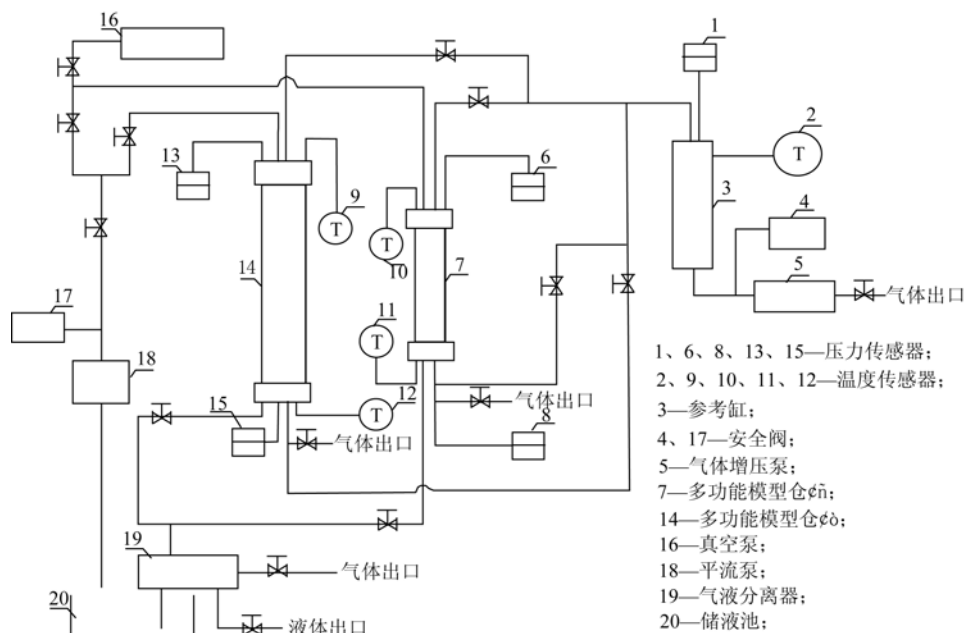 16
1
2
T
13
6
9
T
3
4
T
10
14
7
5
气体出口
11
17
T
18
1、6、8、13、15—压力传感器;
2、9、10、11、12—温度传感器;
12
T
15
8
气体出口
气体出口
3—参考缸;
4、17—安全阀;
5—气体增压泵;
7—多功能模型仓¢ñ;
14—多功能模型仓¢ò;
16—真空泵;
18—平流泵;
19—气液分离器;
20—储液池;
19
气体出口
20
液体出口